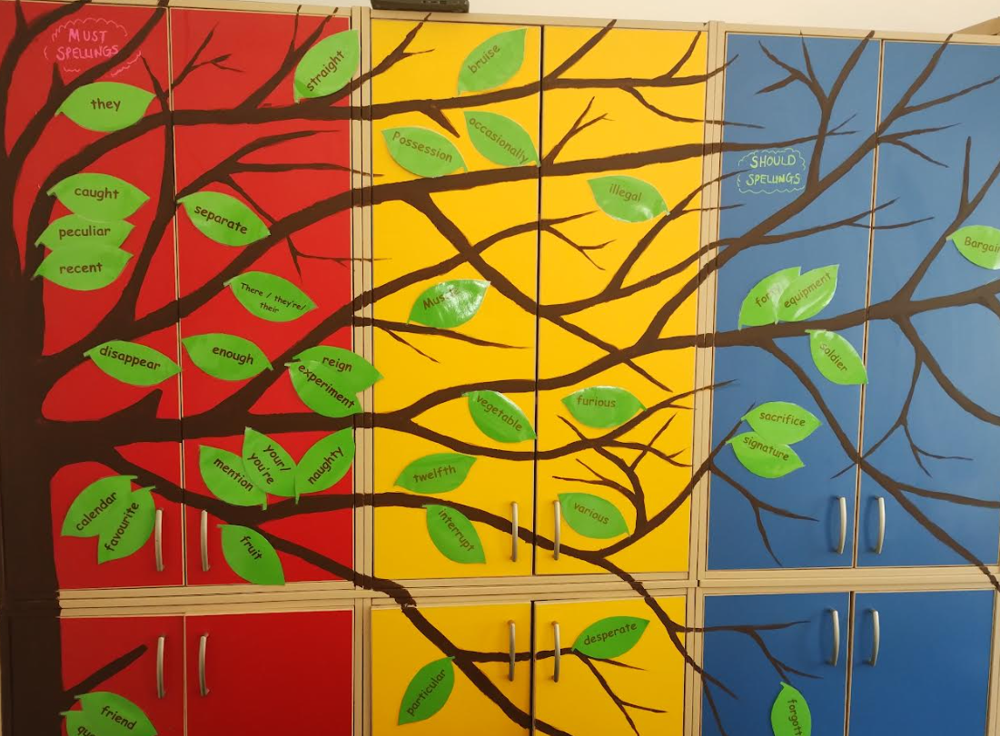 MUST
SPELLINGS
they
straight
caught
peculiar
recent
separate
There / they're/
their
disappear
enough
reign
experiment
mention
your/
you're
naughty
calendar
favourite
fruit
friend
bruise
Possession
occasionally
illegal
Must
vegetable
furious
twelfth
interrupt
various
particular
desperate
SHOULD
SPELLINGS
equipment
Bargai
soldier
sacrifice
signature
forgott